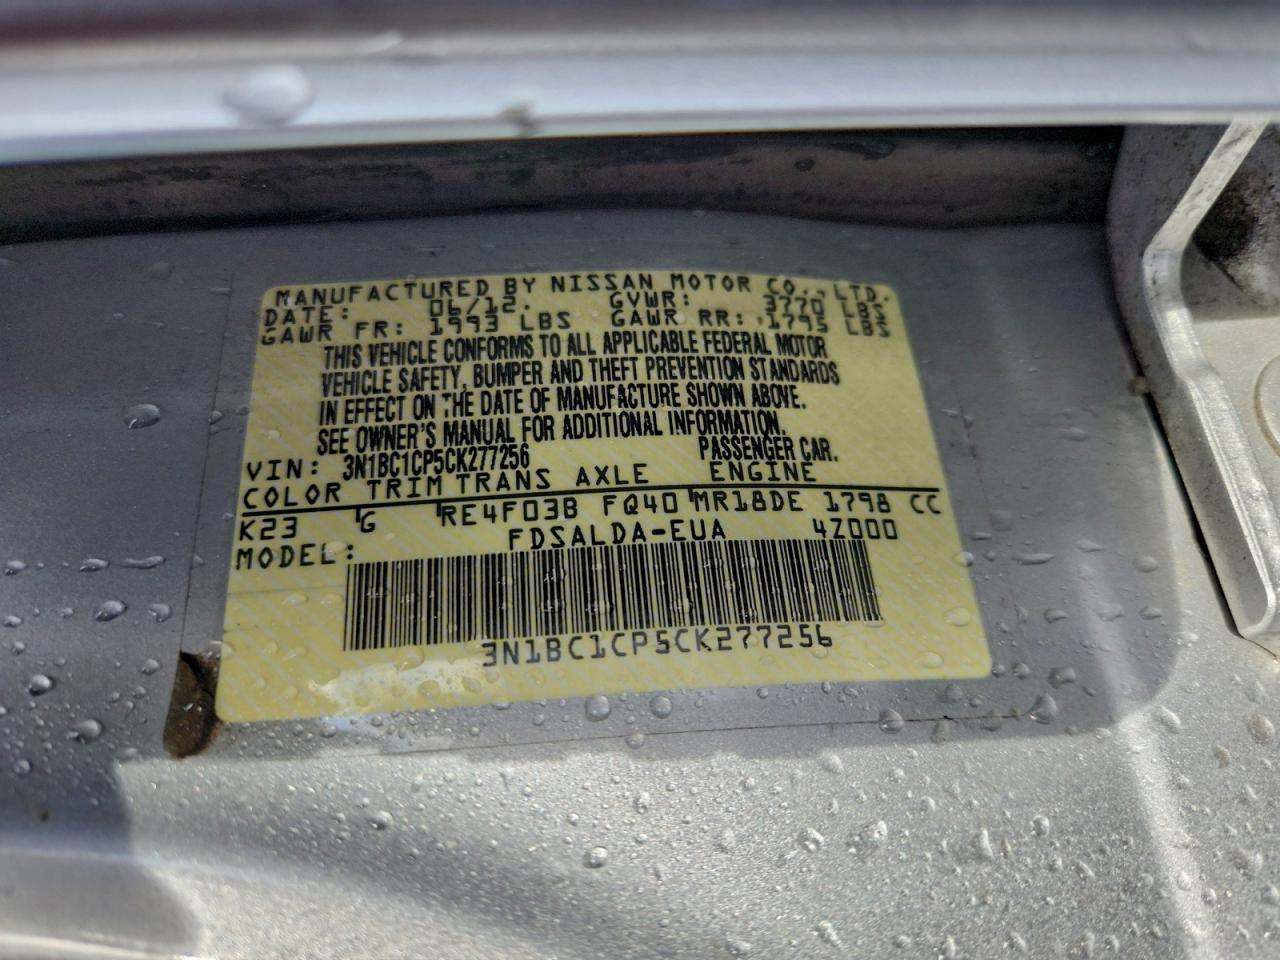 MANUFACTURED BY NISSAN MOTOR CO., LTD.
DATE: 06/12. GVWR: 3770 LBS
GAWR FR: 1993 LBS GAWR RR: 1795 LBS
THIS VEHICLE CONFORMS TO ALL APPLICABLE FEDERAL MOTOR
VEHICLE SAFETY, BUMPER AND THEFT PREVENTION STANDARDS
IN EFFECT ON THE DATE OF MANUFACTURE SHOWN ABOVE.
SEE OWNER'S MANUAL FOR ADDITIONAL INFORMATION.
VIN: 3N1BC1CP5CK277256 PASSENGER CAR.
COLOR TRIM TRANS AXLE ENGINE
K23 G RE4F03B FQ40 MR18DE 1798 CC
MODEL: FDSALDA-EUA 4Z000
3N1BC1CP5CK277256